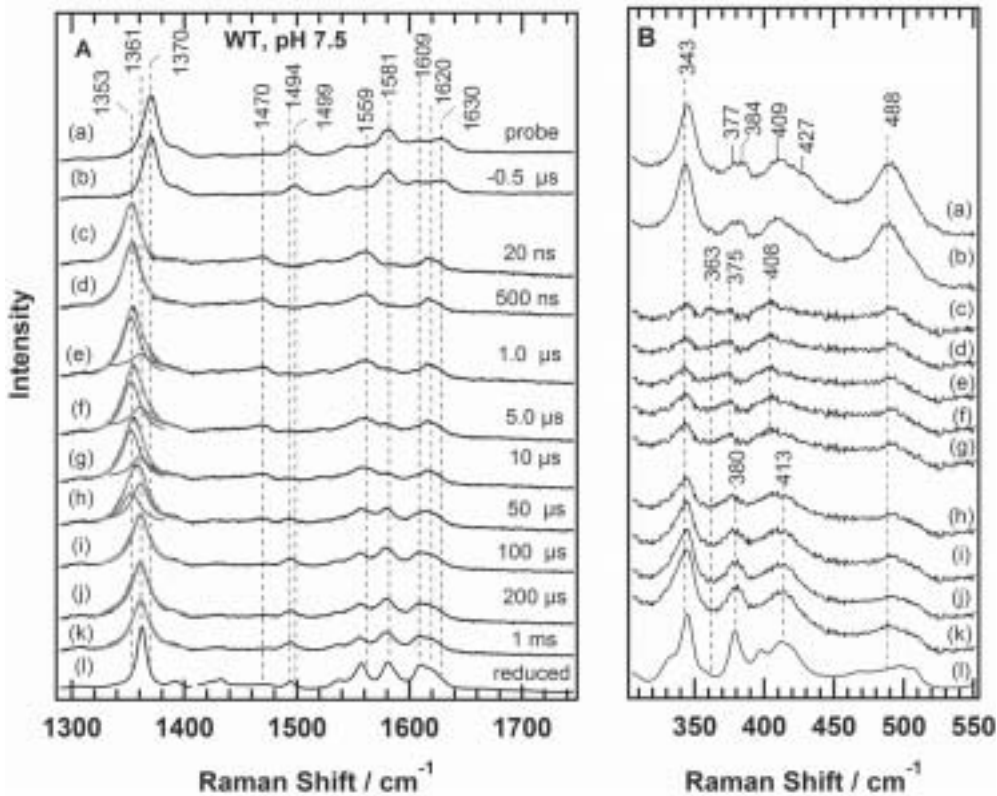 A
WT, pH 7.5
1353
1361
1370
1470
1494
1499
1559
1581
1609
1620
1630
(a) probe
(b) -0.5 µs
(c) 20 ns
(d) 500 ns
(e) 1.0 µs
(f) 5.0 µs
(g) 10 µs
(h) 50 µs
(i) 100 µs
(j) 200 µs
(k) 1 ms
(l) reduced
Intensity
1300 1400 1500 1600 1700
Raman Shift / cm-1
B
343
377
384
409
427
488
(a)
(b)
363
375
408
(c)
(d)
(e)
(f)
(g)
380
413
(h)
(i)
(j)
(k)
(l)
350 400 450 500 550
Raman Shift / cm-1